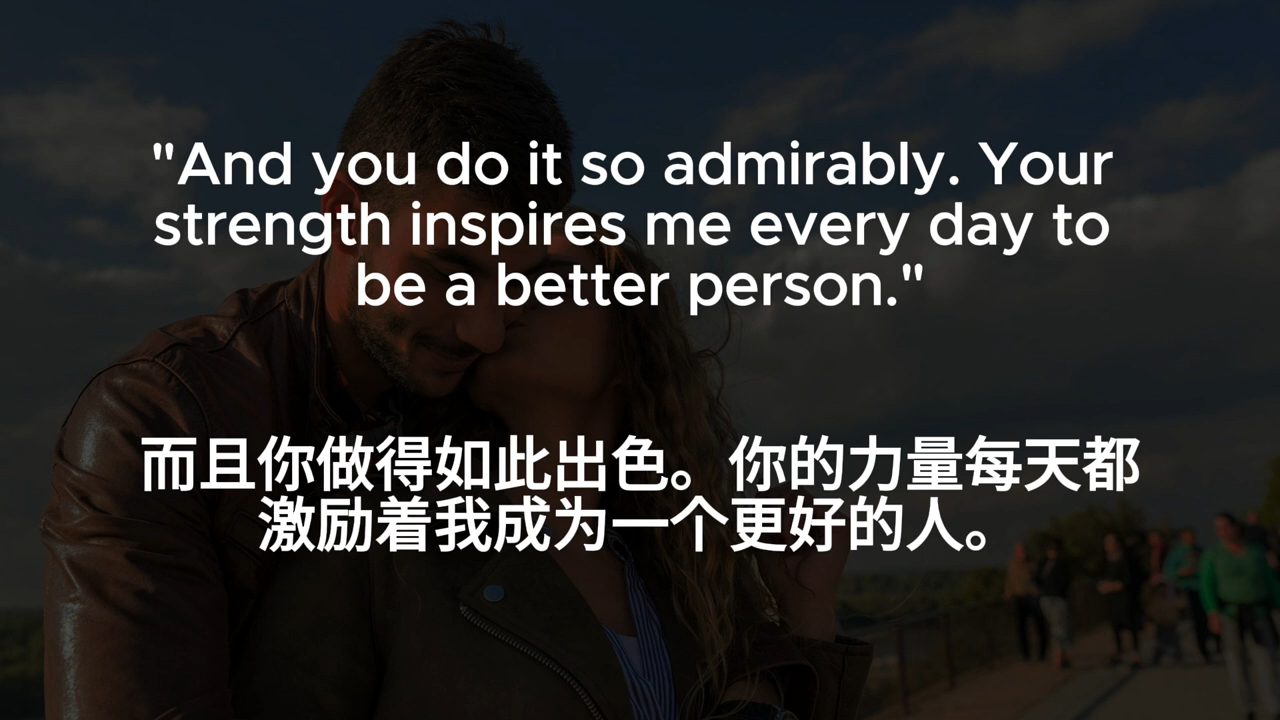 "And you do it so admirably. Your
strength inspires me every day to
be a better person."
而且你做得如此出色。你的力量每天都
激励着我成为一个更好的人。